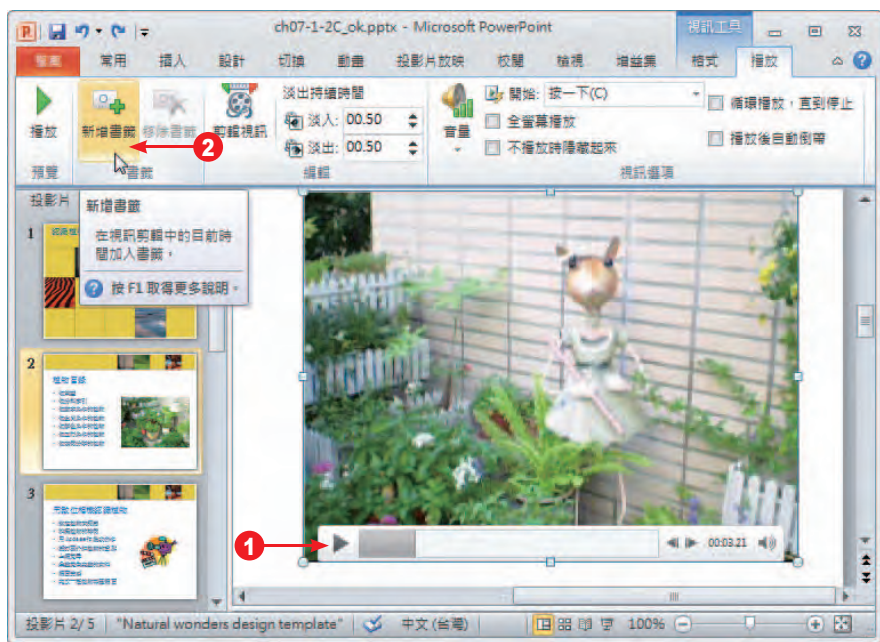 ch07-1-2C_ok.pptx - Microsoft PowerPoint
視訊工具
檔案 常用 插入 設計 切換 動畫 投影片放映 校閱 檢視 增益集 格式 播放
播放
新增書籤
移除書籤
剪輯視訊
淡出持續時間
淡入: 00.50
淡出: 00.50
音量
開始: 按一下(C)
全螢幕播放
不播放時隱藏起來
循環播放，直到停止
播放後自動倒帶
預覽 書籤 編輯 視訊選項
2
投影片
新增書籤
在視訊剪輯中的目前時
間加入書籤。
按 F1 取得更多說明。
1
2
3
1
00:03.21
投影片 2/5 "Natural wonders design template" 中文 (台灣) 100%